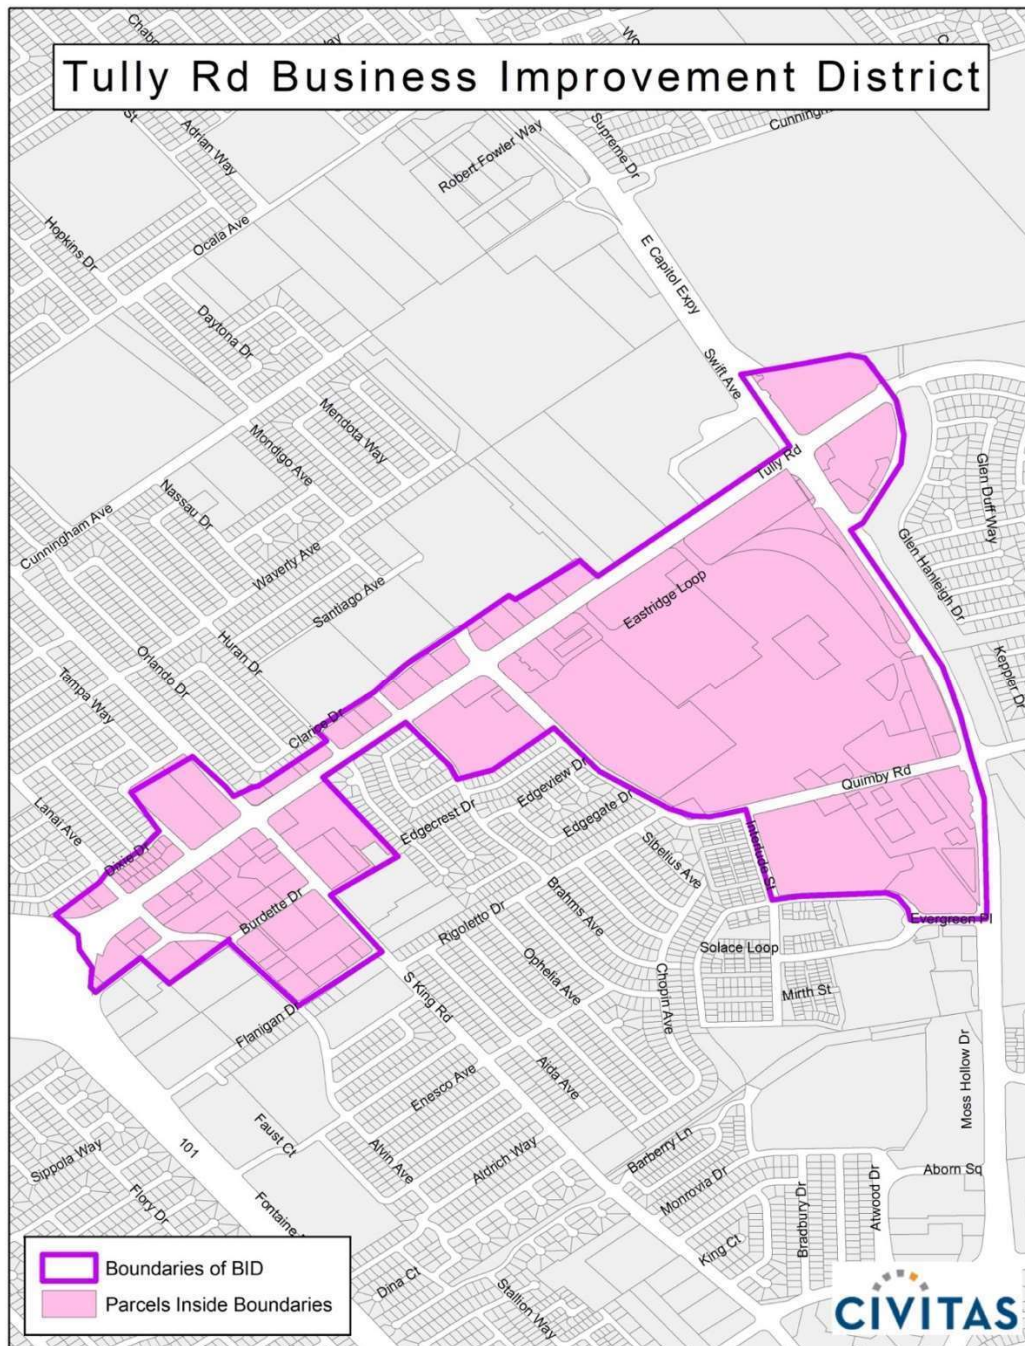 Tully Rd Business Improvement District
St
Adrian Way
Robert Fowler Way
Supreme Dr
Hopkins Dr
Ocala Ave
E Capitol Expy
Daytona Dr
Swift Ave
Mendota Way
Mondigo Ave
Tully Rd
Glen Duff Way
Nassau Dr
Cunningham Ave
Waverly Ave
Glen Hanleigh Dr
Santiago Ave
Eastridge Loop
Huran Dr
Orlando Dr
Keppler Dr
Tampa Way
Clarice Dr
Edgeview Dr
Quimby Rd
Lanai Ave
Edgecrest Dr
Edgegate Dr
Dixie Dr
Sibelius Ave
Interlude St
Burdette Dr
Brahms Ave
Rigoletto Dr
Evergreen Pl
Solace Loop
Ophelia Ave
S King Rd
Chopin Ave
Mirth St
Flanigan Dr
Moss Hollow Dr
Enesco Ave
Aida Ave
Faust Ct
101
Sippola Way
Alvin Ave
Aldrich Way
Barberry Ln
Aborn Sq
Flory Dr
Monrovia Dr
Atwood Dr
Bradbury Dr
Fontaine
King Ct
Dina Ct
Stallion Way
Boundaries of BID
Parcels Inside Boundaries
CIVITAS